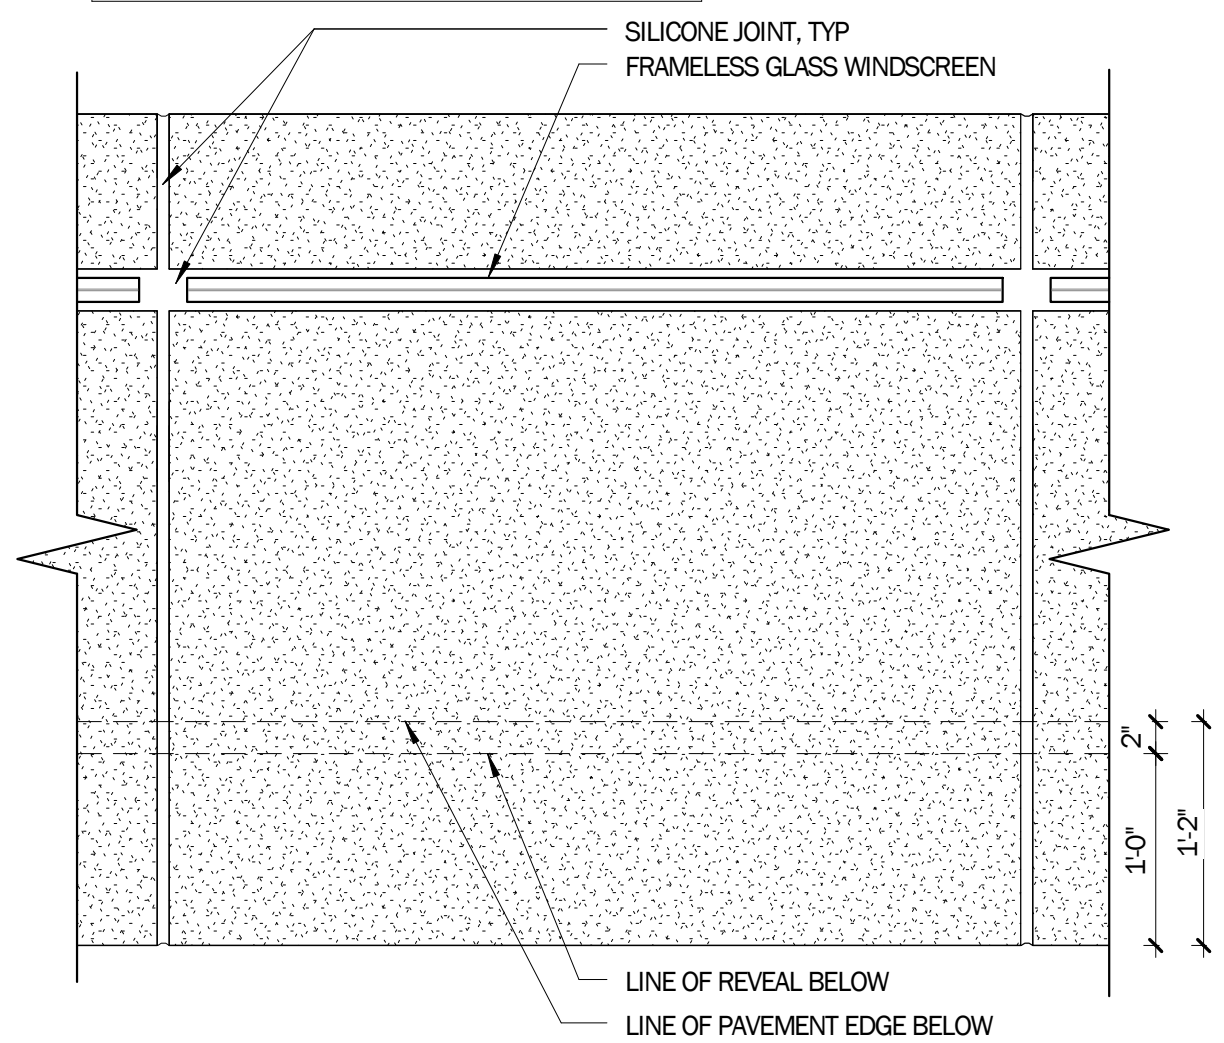 SILICONE JOINT, TYP
FRAMELESS GLASS WINDSCREEN
2"
1'-0"
1'-2"
LINE OF REVEAL BELOW
LINE OF PAVEMENT EDGE BELOW